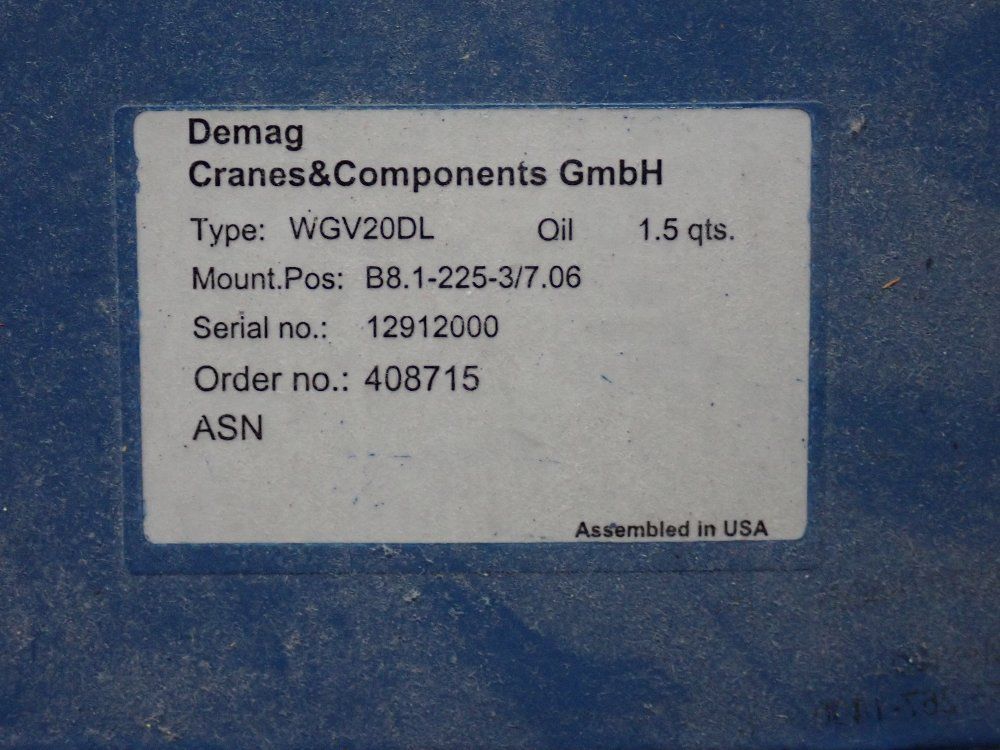 Demag
Cranes&Components GmbH
Type: WGV20DL Oil 1.5 qts.
Mount.Pos: B8.1-225-3/7.06
Serial no.: 12912000
Order no.: 408715
ASN
Assembled in USA